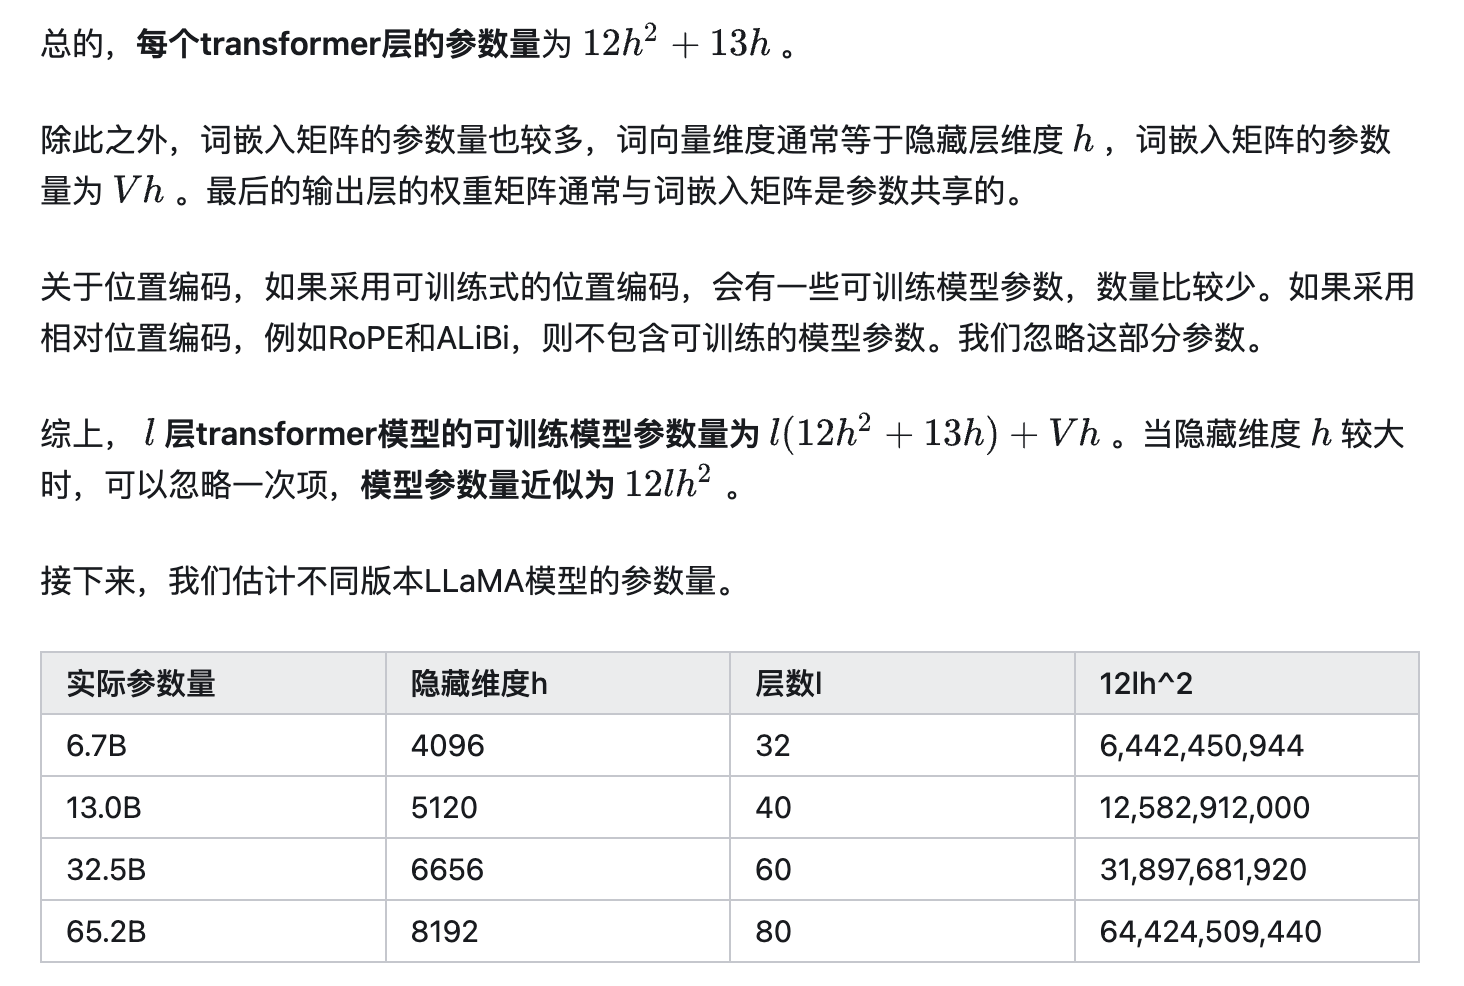 总的，每个transformer层的参数量为 12h² + 13h 。
除此之外，词嵌入矩阵的参数量也较多，词向量维度通常等于隐藏层维度 h ，词嵌入矩阵的参数
量为 Vh 。最后的输出层的权重矩阵通常与词嵌入矩阵是参数共享的。
关于位置编码，如果采用可训练式的位置编码，会有一些可训练模型参数，数量比较少。如果采用
相对位置编码，例如RoPE和ALiBi，则不包含可训练的模型参数。我们忽略这部分参数。
综上， l 层transformer模型的可训练模型参数量为 l(12h² + 13h) + Vh 。当隐藏维度 h 较大
时，可以忽略一次项，模型参数量近似为 12lh² 。
接下来，我们估计不同版本LLaMA模型的参数量。
实际参数量 隐藏维度h 层数l 12lh^2
6.7B 4096 32 6,442,450,944
13.0B 5120 40 12,582,912,000
32.5B 6656 60 31,897,681,920
65.2B 8192 80 64,424,509,440